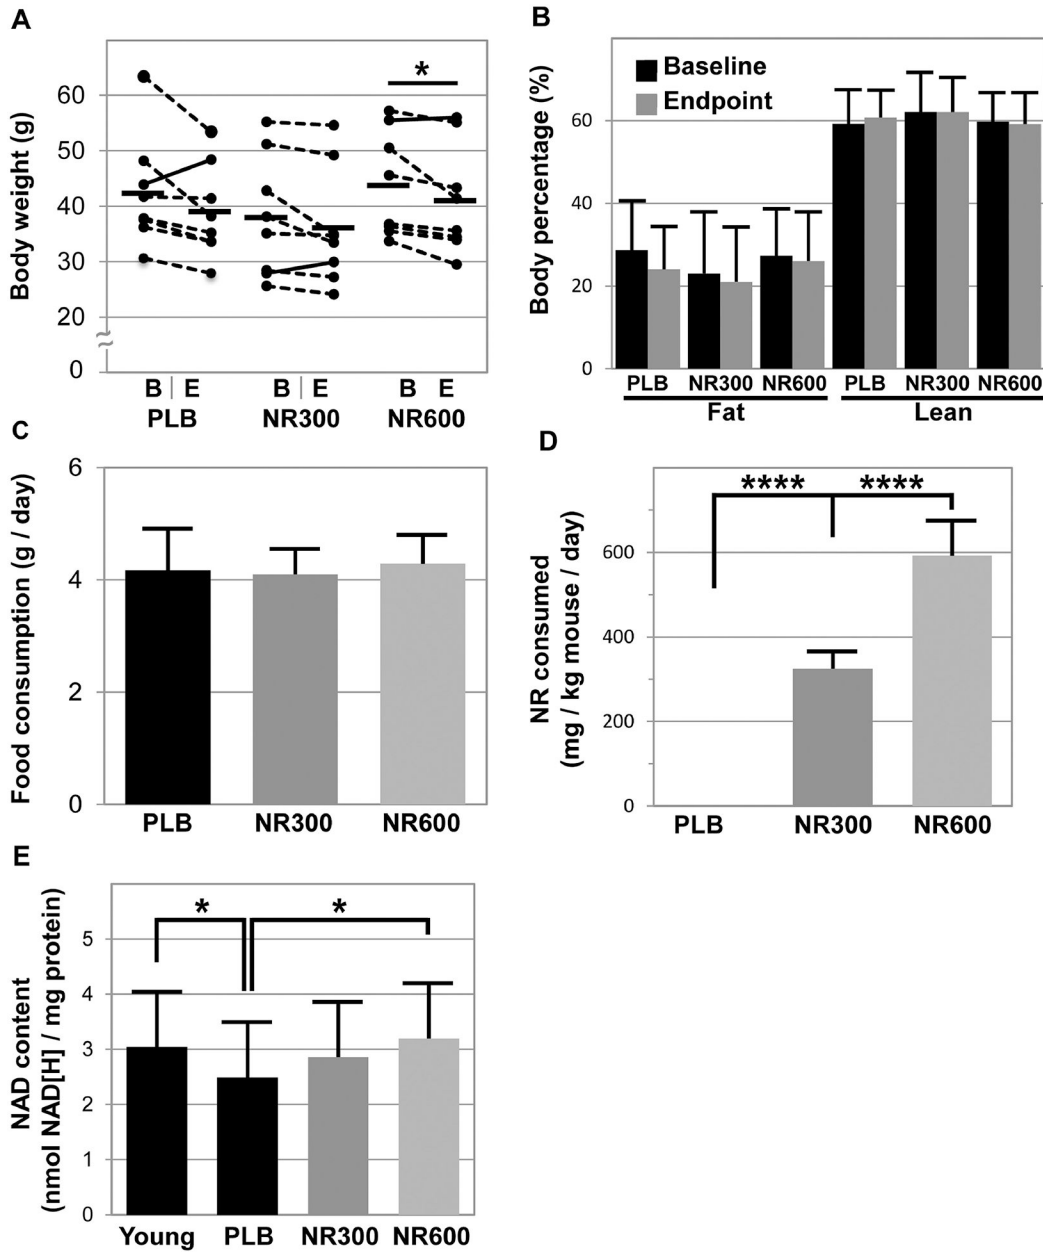 A
Body weight (g)
60
50
40
30
20
0
*
B | E
B | E
B E
PLB
NR300
NR600
B
Body percentage (%)
60
40
20
0
Baseline
Endpoint
PLB NR300 NR600 PLB NR300 NR600
Fat
Lean
C
Food consumption (g / day)
6
4
2
0
PLB
NR300
NR600
D
NR consumed
(mg / kg mouse / day)
600
400
200
0
**** ****
PLB
NR300
NR600
E
NAD content
(nmol NAD[H] / mg protein)
5
4
3
2
1
0
* *
Young
PLB
NR300
NR600